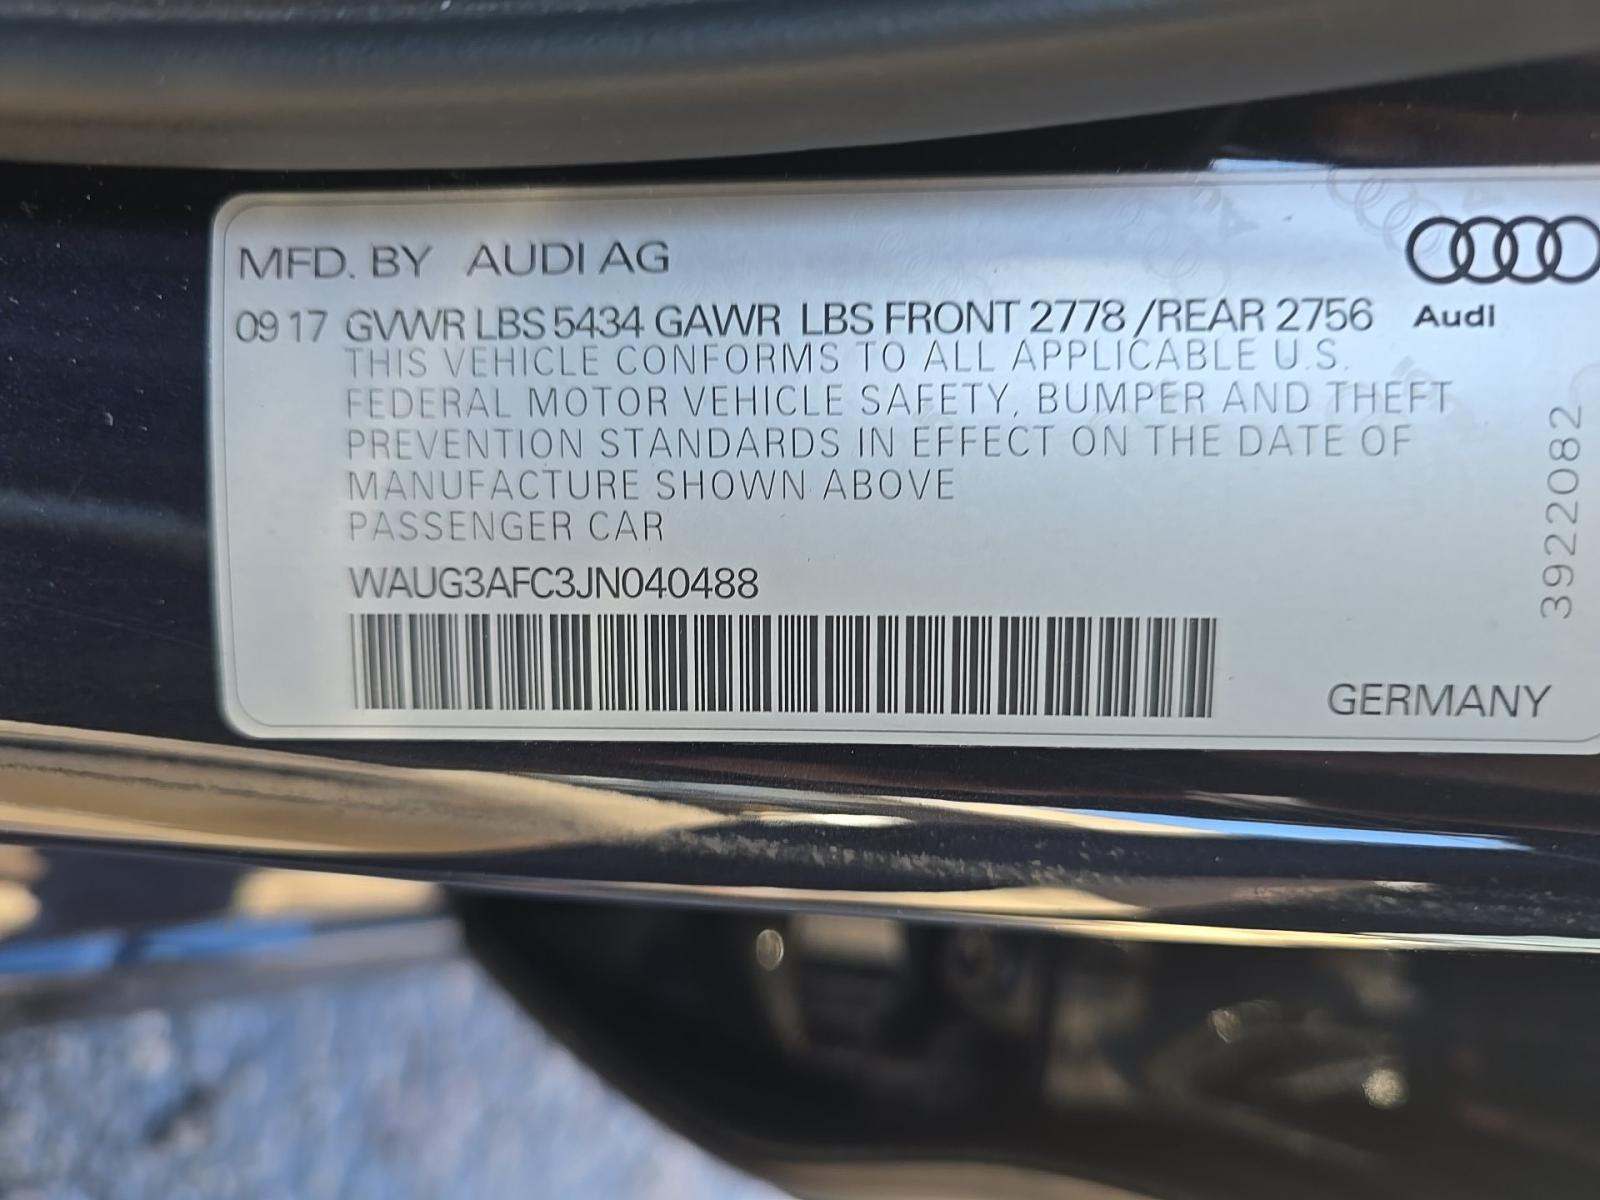 MFD. BY AUDI AG
09 17 GVWR LBS 5434 GAWR LBS FRONT 2778 /REAR 2756
Audi
THIS VEHICLE CONFORMS TO ALL APPLICABLE U.S.
FEDERAL MOTOR VEHICLE SAFETY, BUMPER AND THEFT
PREVENTION STANDARDS IN EFFECT ON THE DATE OF
MANUFACTURE SHOWN ABOVE
PASSENGER CAR
WAUG3AFC3JN040488
GERMANY
3922082